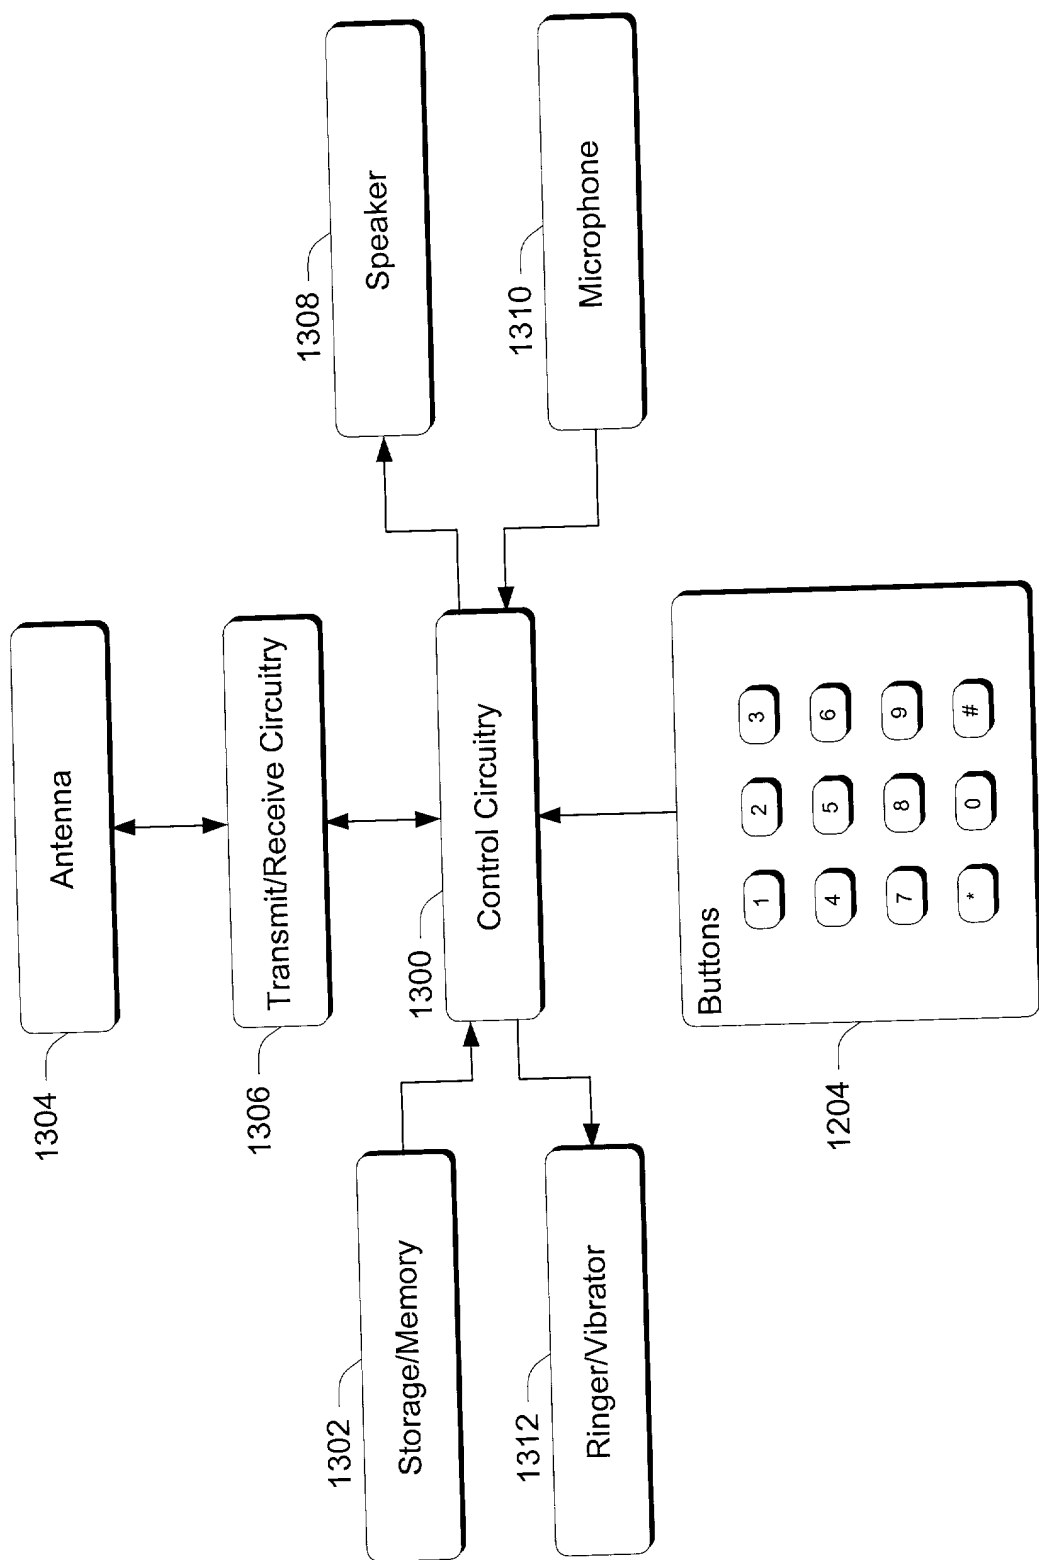 1304
Antenna
1306
Transmit/Receive Circuitry
1302
Storage/Memory
1300
Control Circuitry
1308
Speaker
1312
Ringer/Vibrator
1310
Microphone
1204
Buttons
1 2 3
4 5 6
7 8 9
* 0 #